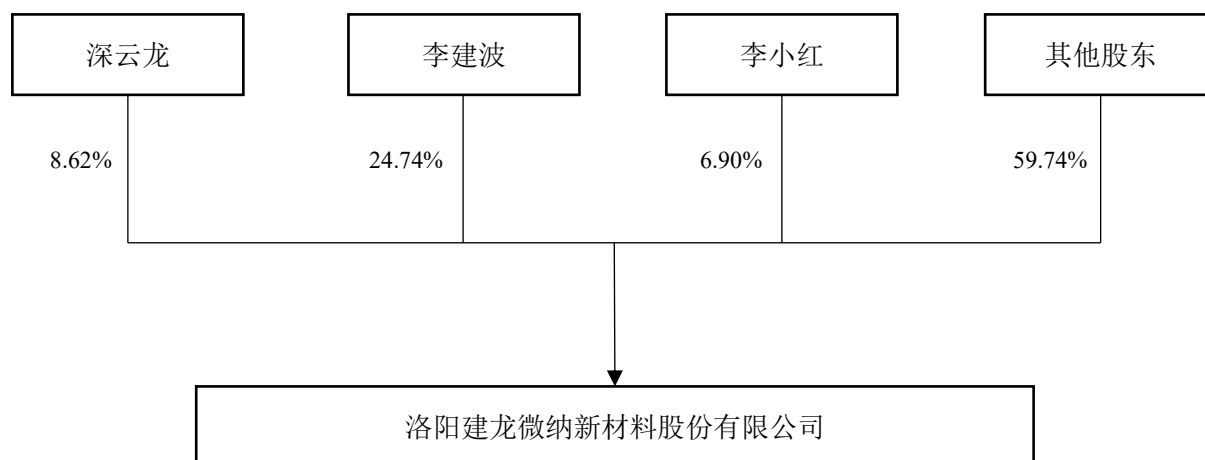 深云龙
李建波
李小红
其他股东
8.62%
24.74%
6.90%
59.74%
洛阳建龙微纳新材料股份有限公司